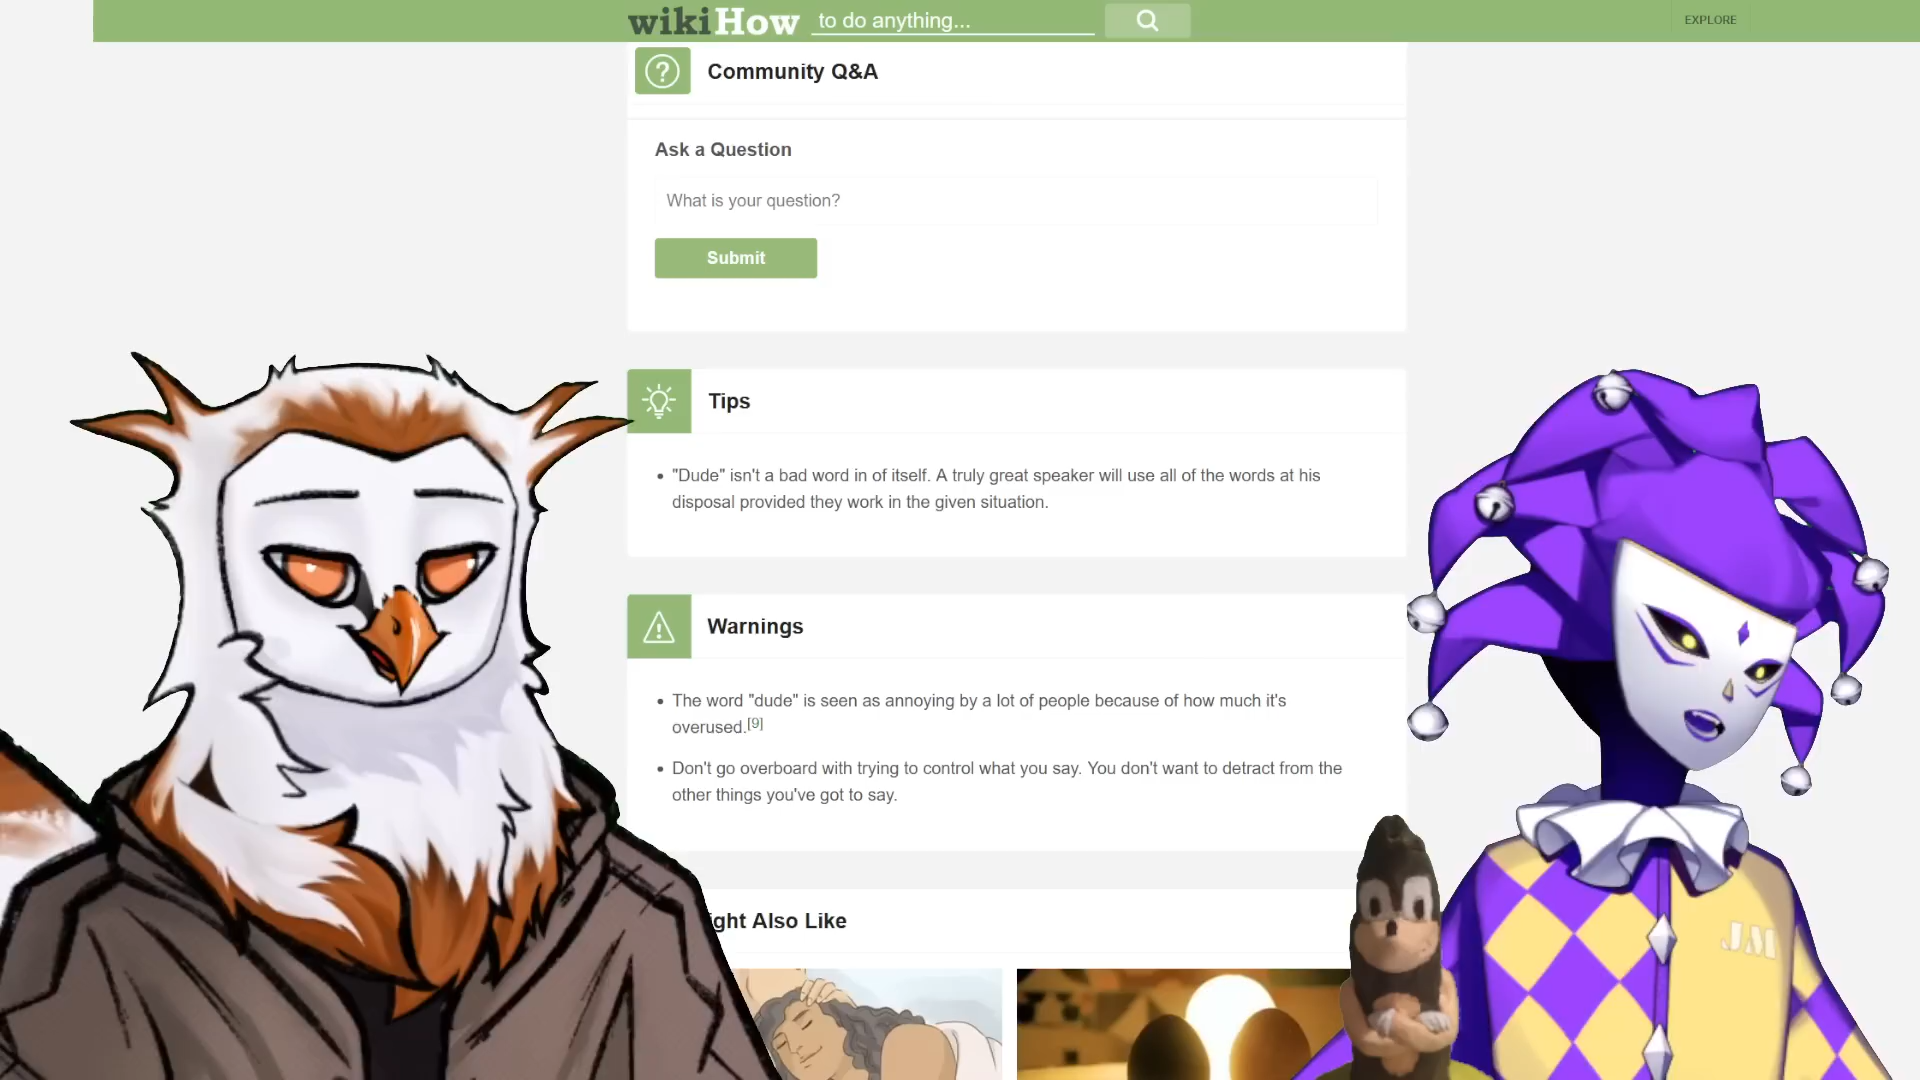 wikiHow to do anything... EXPLORE
Community Q&A
Ask a Question
What is your question?
Submit
Tips
"Dude" isn't a bad word in of itself. A truly great speaker will use all of the words at his
disposal provided they work in the given situation.
Warnings
The word "dude" is seen as annoying by a lot of people because of how much it's
overused.[9]
Don't go overboard with trying to control what you say. You don't want to detract from the
other things you've got to say.
ght Also Like
JM